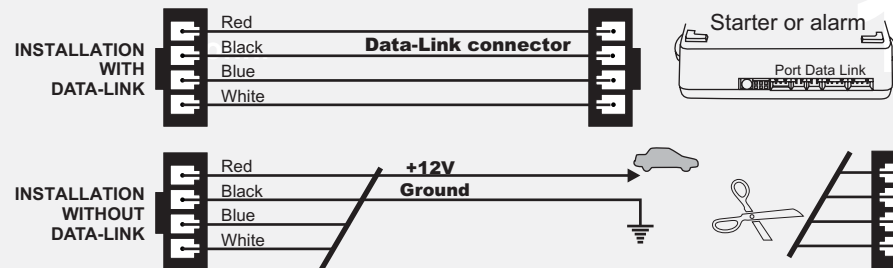 Red
Starter or alarm
INSTALLATION WITH DATA-LINK
Black
Data-Link connector
Blue
Port Data Link
White
Red
+12V
INSTALLATION WITHOUT DATA-LINK
Black
Ground
Blue
White